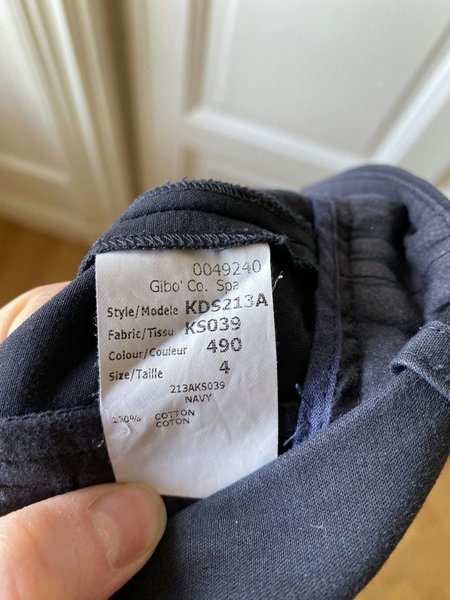 0049240
Gibo' Co. Spa
Style/Modele KDS213A
Fabric/Tissu KS039
Colour/Couleur 490
Size/Taille 4
213AKS039
NAVY
100% COTTON
COTON